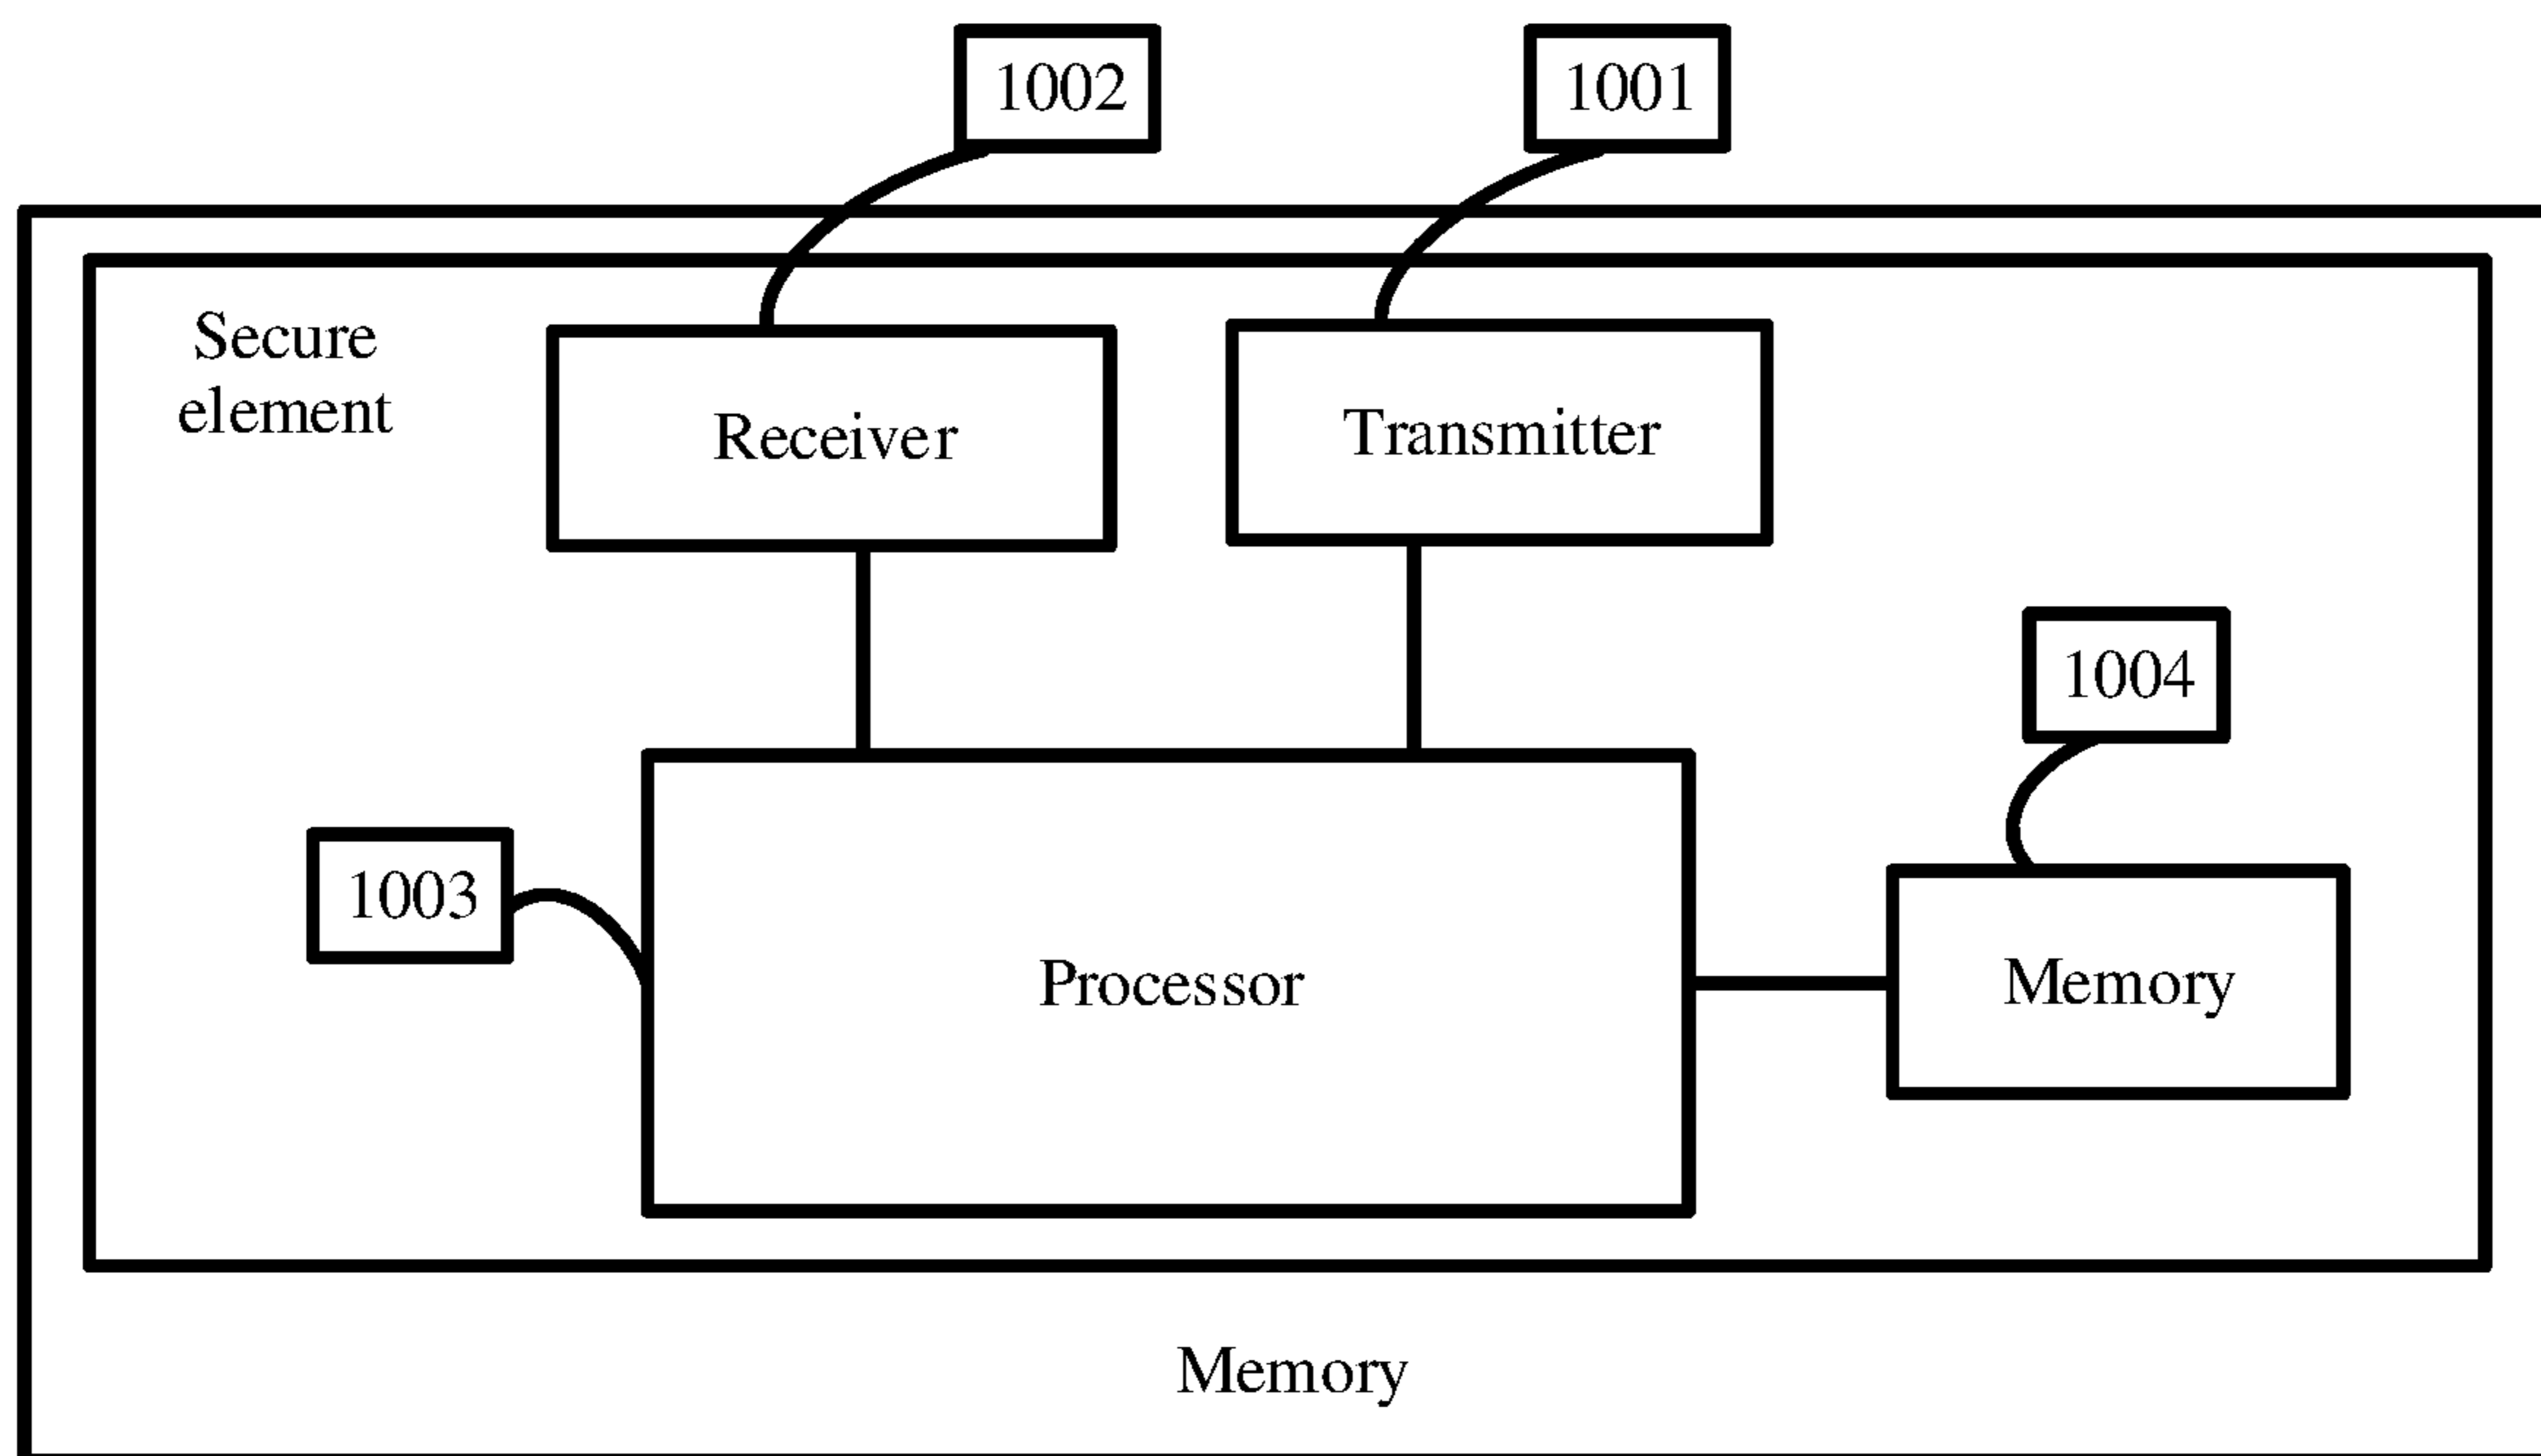 1002
1001
Secure
element
Receiver
Transmitter
1004
1003
Processor
Memory
Memory